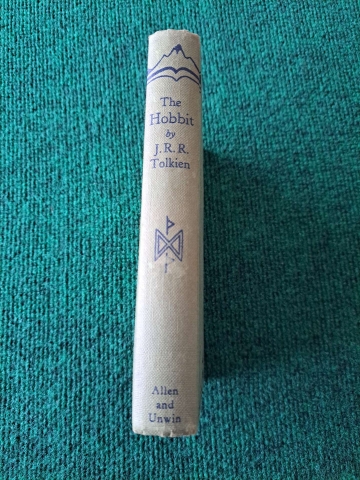 The
Hobbit
by
J. R. R.
Tolkien
ᚦ
ᛞ
ᚩ
Allen
and
Unwin